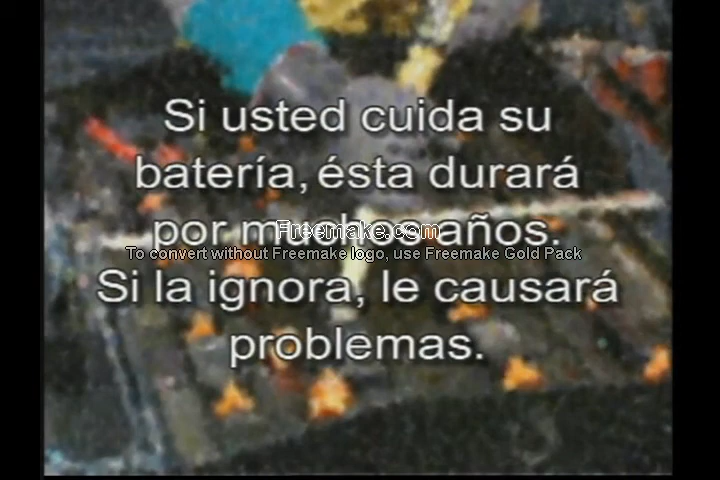 Si usted cuida su
batería, ésta durará
por muchos años.
Freemake.com
To convert without Freemake logo, use Freemake Gold Pack
Si la ignora, le causará
problemas.